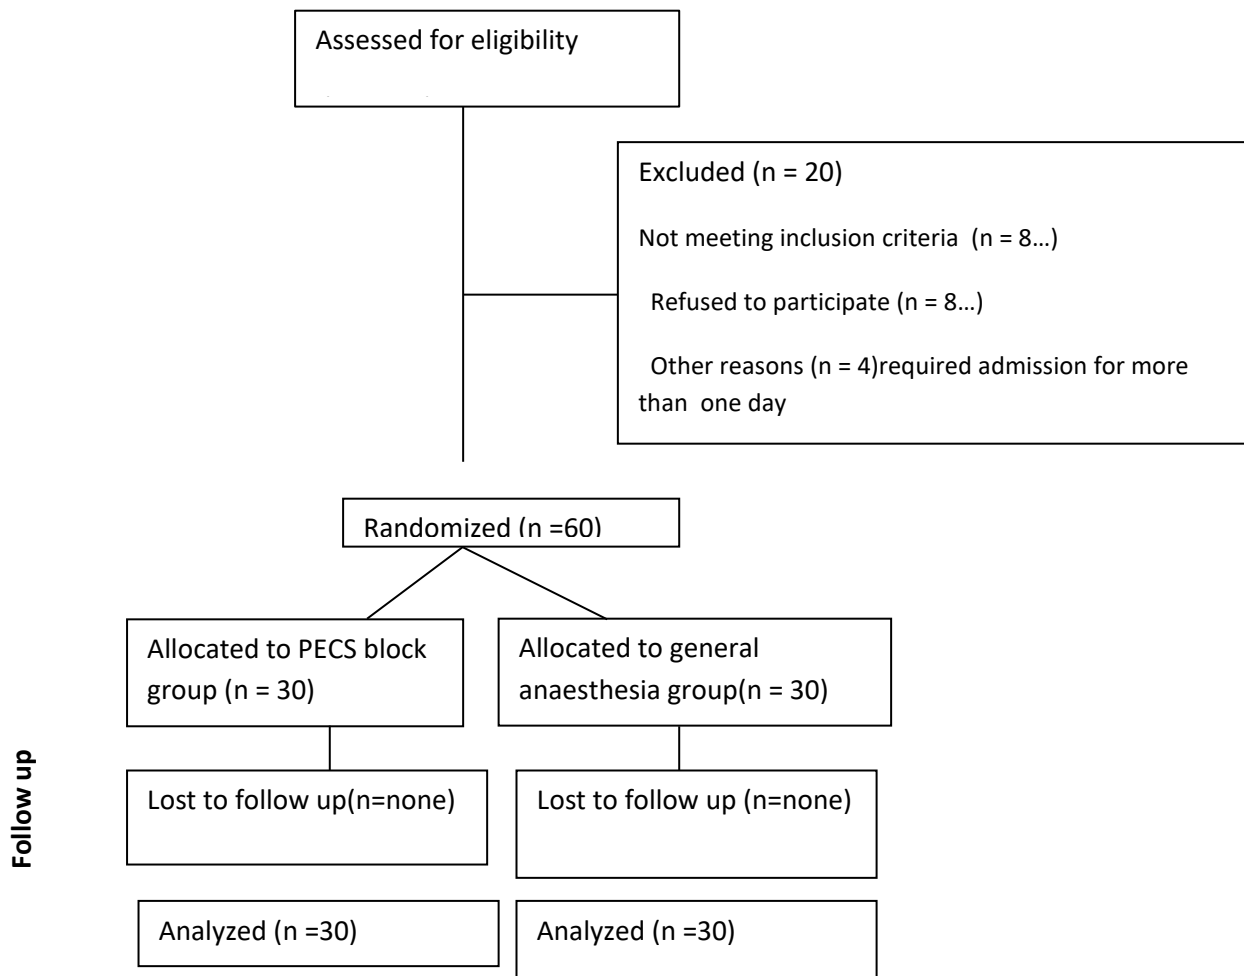 Assessed for eligibility
Excluded (n = 20)
Not meeting inclusion criteria  (n = 8…)
Refused to participate (n = 8…)
Other reasons (n = 4)required admission for more
than  one day
Randomized (n =60)
Allocated to PECS block
group (n = 30)
Allocated to general
anaesthesia group(n = 30)
Follow up
Lost to follow up(n=none)
Lost to follow up (n=none)
Analyzed (n =30)
Analyzed (n =30)